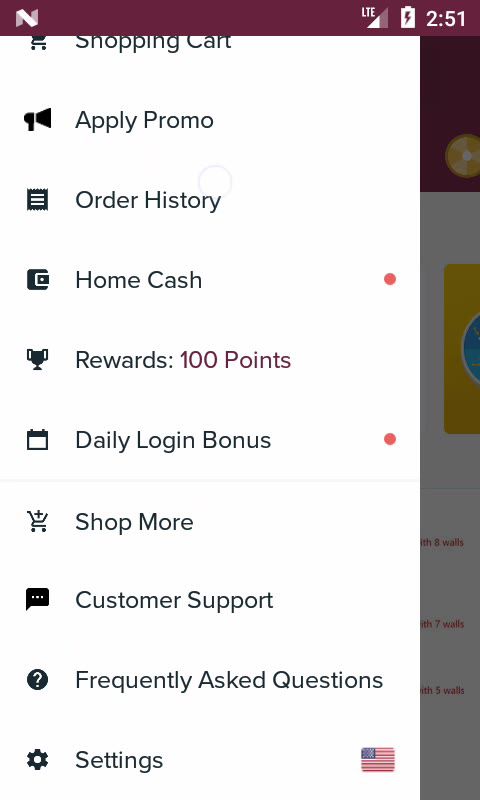 LTE 2:51
Shopping Cart
Apply Promo
Order History
Home Cash
Rewards: 100 Points
Daily Login Bonus
Shop More
ith 8 walls
Customer Support
ith 7 walls
Frequently Asked Questions
ith 5 walls
Settings